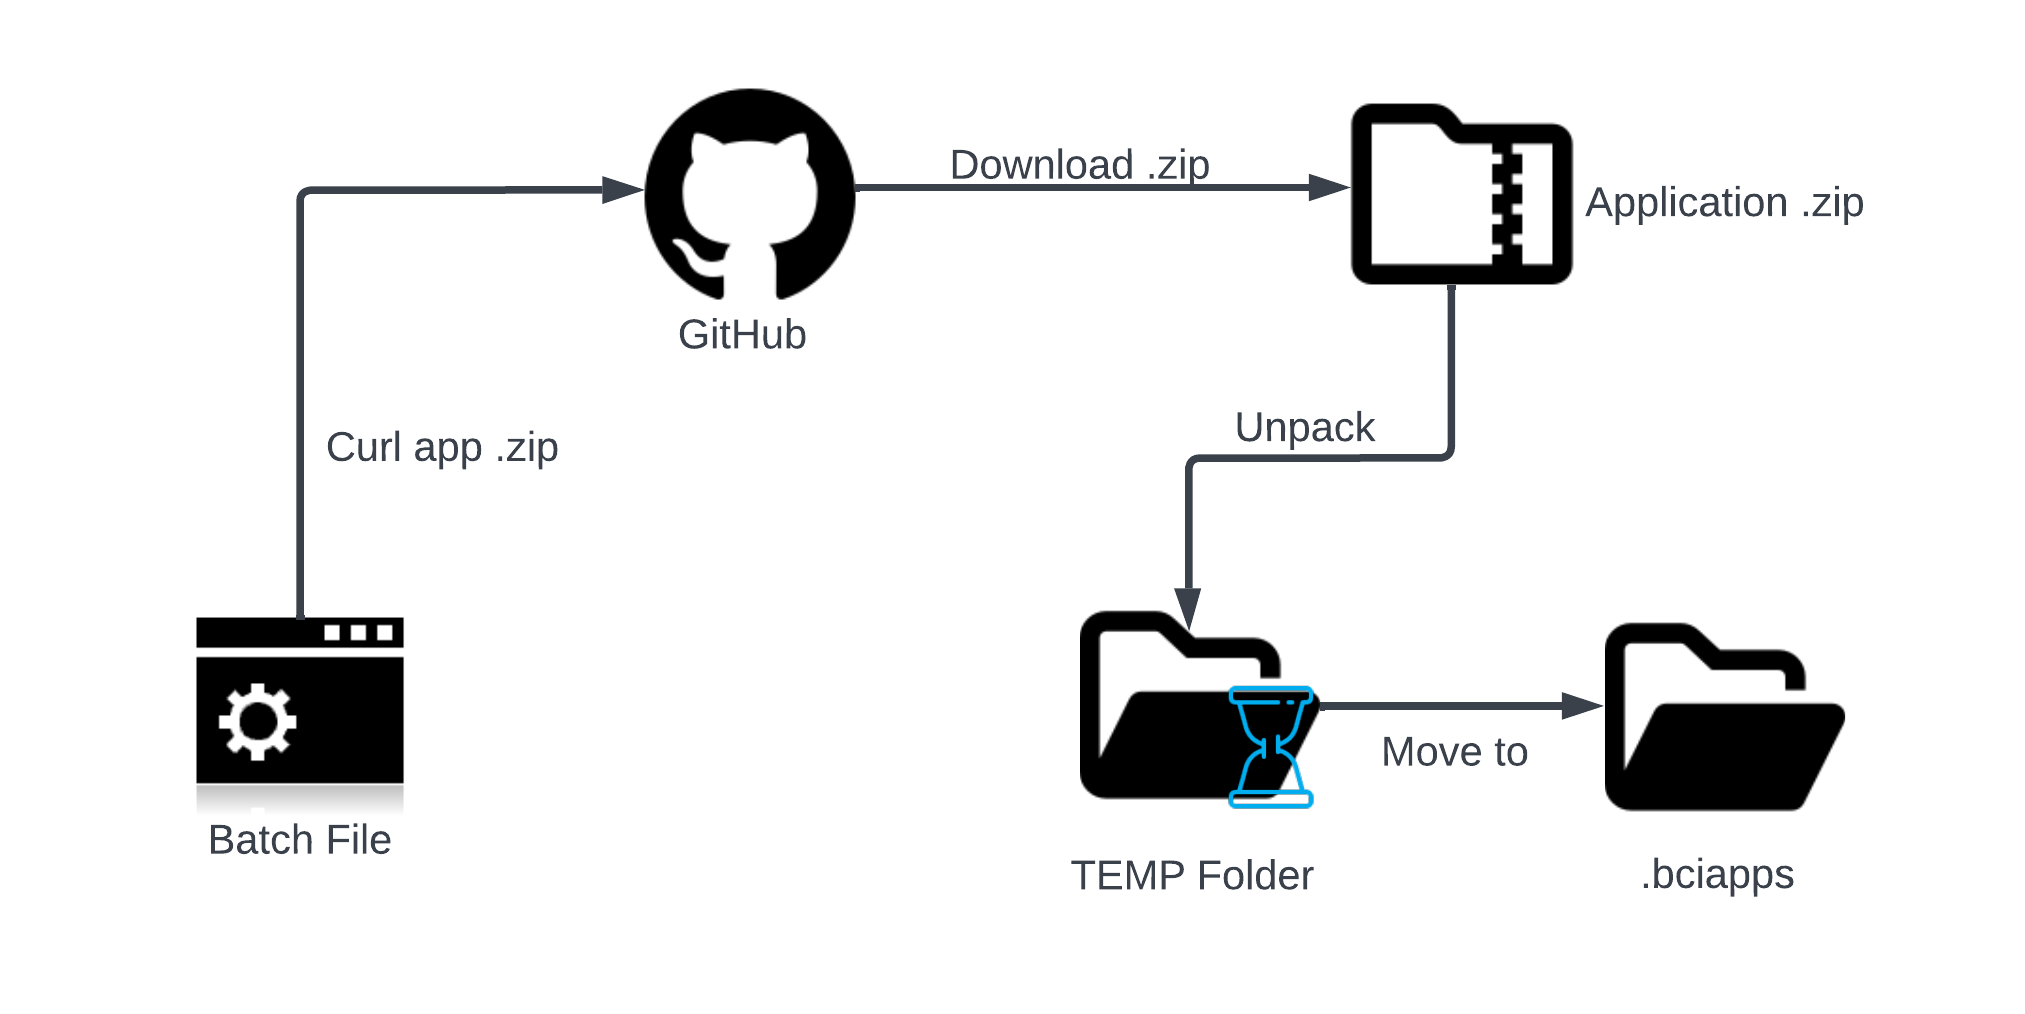 Download .zip
Application .zip
GitHub
Curl app .zip
Unpack
Move to
Batch File
TEMP Folder
.bciapps